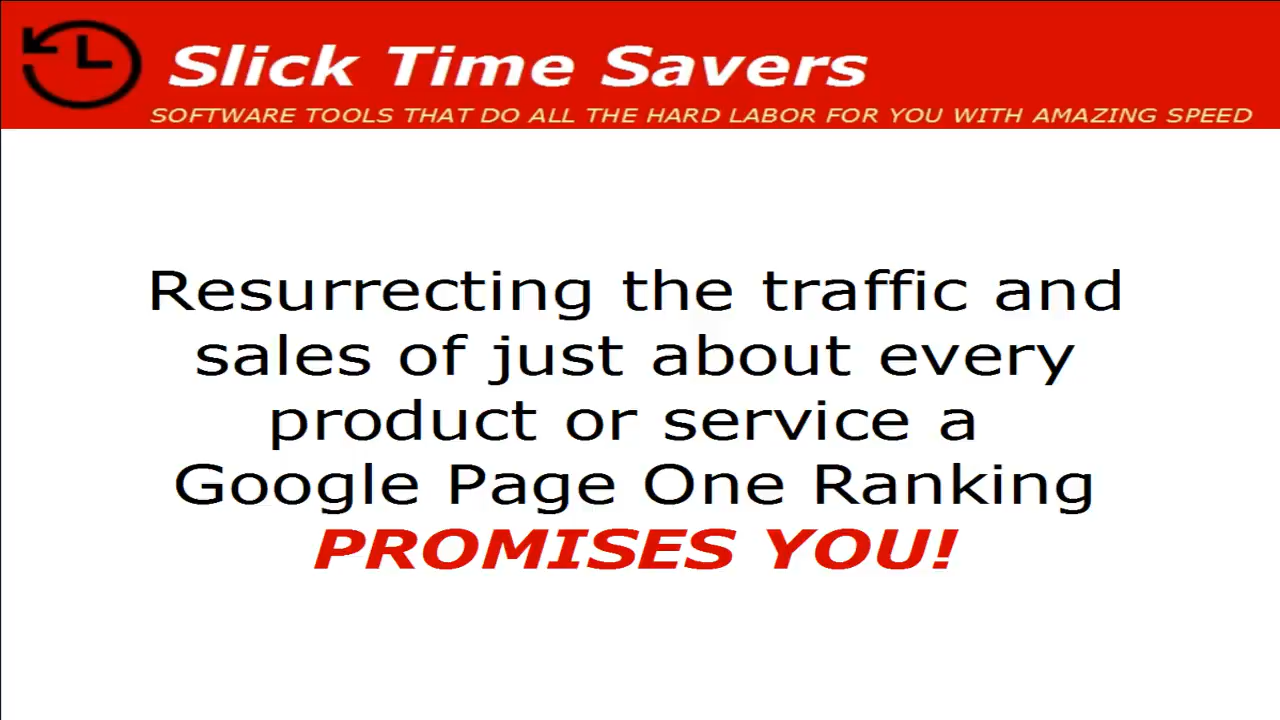 Slick Time Savers
SOFTWARE TOOLS THAT DO ALL THE HARD LABOR FOR YOU WITH AMAZING SPEED
Resurrecting the traffic and
sales of just about every
product or service a
Google Page One Ranking
PROMISES YOU!